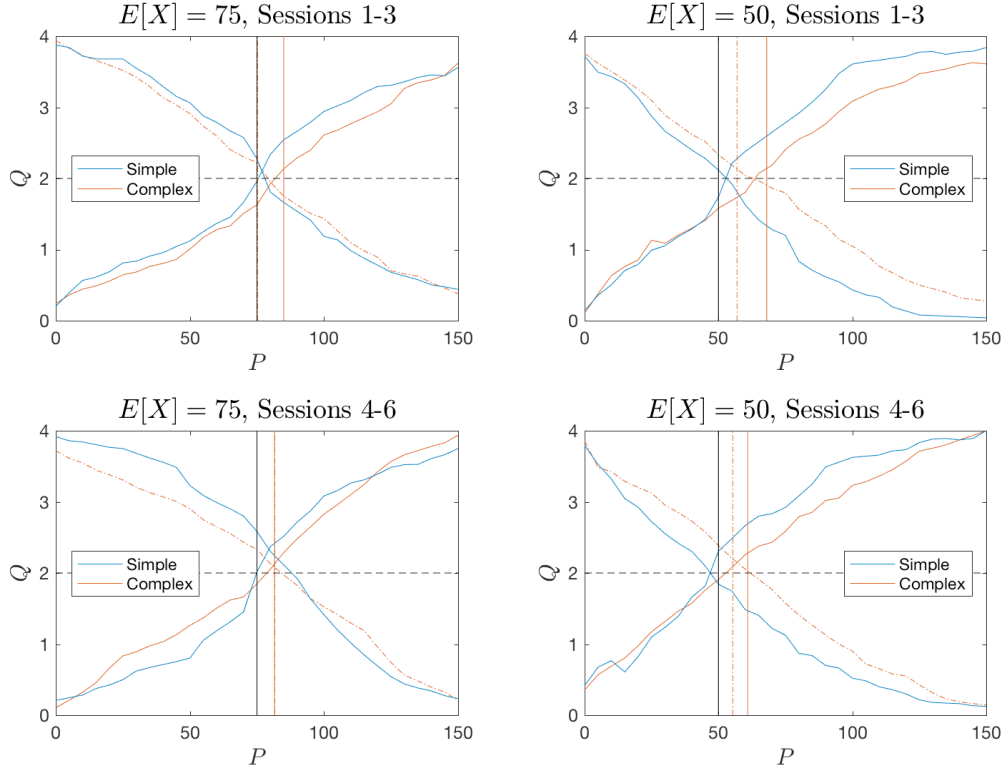 E[X] = 75, Sessions 1-3
4
3
2
1
0
Q
Simple
Complex
0 50 100 150
P
E[X] = 50, Sessions 1-3
4
3
2
1
0
Q
Simple
Complex
0 50 100 150
P
E[X] = 75, Sessions 4-6
4
3
2
1
0
Q
Simple
Complex
0 50 100 150
P
E[X] = 50, Sessions 4-6
4
3
2
1
0
Q
Simple
Complex
0 50 100 150
P